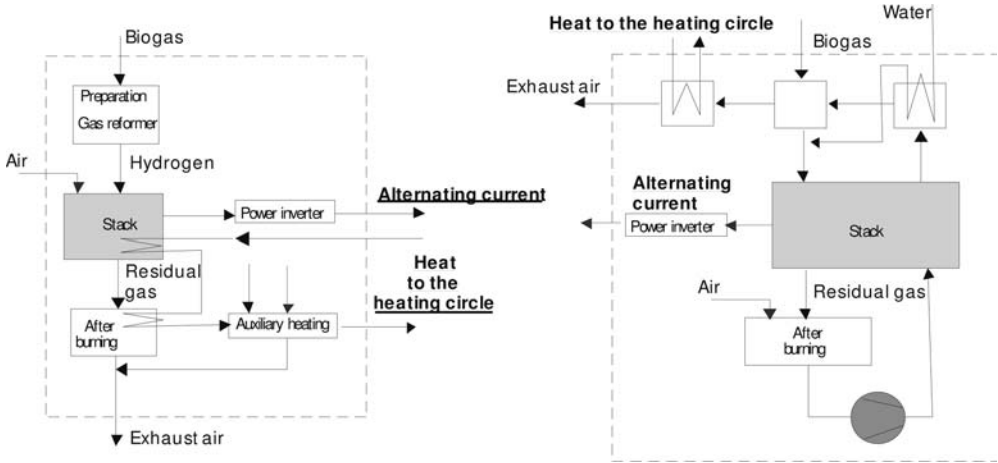 Biogas
Preparation
Gas reformer
Air
Hydrogen
Stack
Power inverter
Alternating current
Heat
to the
heating circle
Residual
gas
After
burning
Auxiliary heating
Exhaust air
Heat to the heating circle
Water
Biogas
Exhaust air
Alternating
current
Power inverter
Stack
Air
Residual gas
After
burning